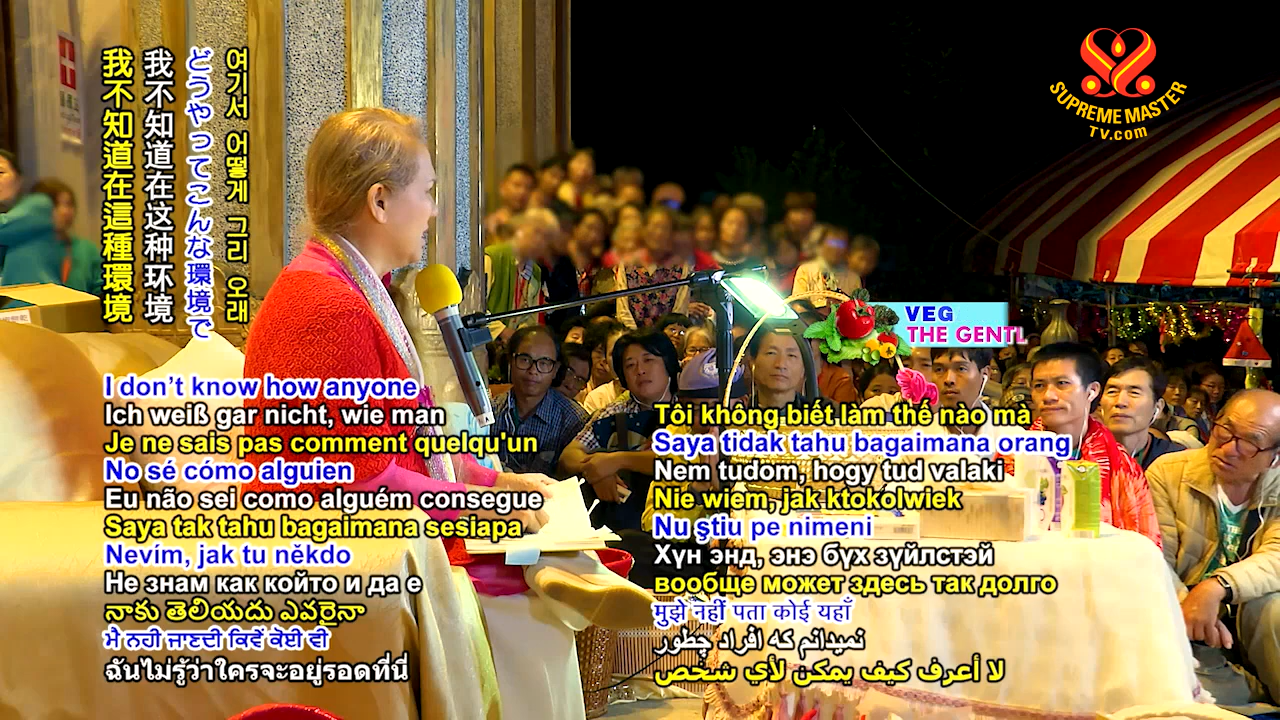 我不知道在這種環境
我不知道在这种环境
どうやってこんな環境で
여기서 어떻게 그리 오래
SUPREME MASTER
TV.com
VEG
THE GENTL
I don’t know how anyone
Ich weiß gar nicht, wie man
Je ne sais pas comment quelqu'un
No sé cómo alguien
Eu não sei como alguém consegue
Saya tak tahu bagaimana sesiapa
Nevím, jak tu někdo
Не знам как който и да е
నాకు తెలియదు ఎవరైనా
ਮੈਂ ਨਹੀਂ ਜਾਣਦੀ ਕਿਵੇਂ ਕੋਈ ਵੀ
ฉันไม่รู้ว่าใครจะอยู่รอดที่นี่
Tôi không biết làm thế nào mà
Saya tidak tahu bagaimana orang
Nem tudom, hogy tud valaki
Nie wiem, jak ktokolwiek
Nu ştiu pe nimeni
Хүн энд, энэ бүх зүйлстэй
вообще может здесь так долго
मुझे नहीं पता कोई यहाँ
نمیدانم که افراد چطور
لا أعرف كيف يمكن لأي شخص